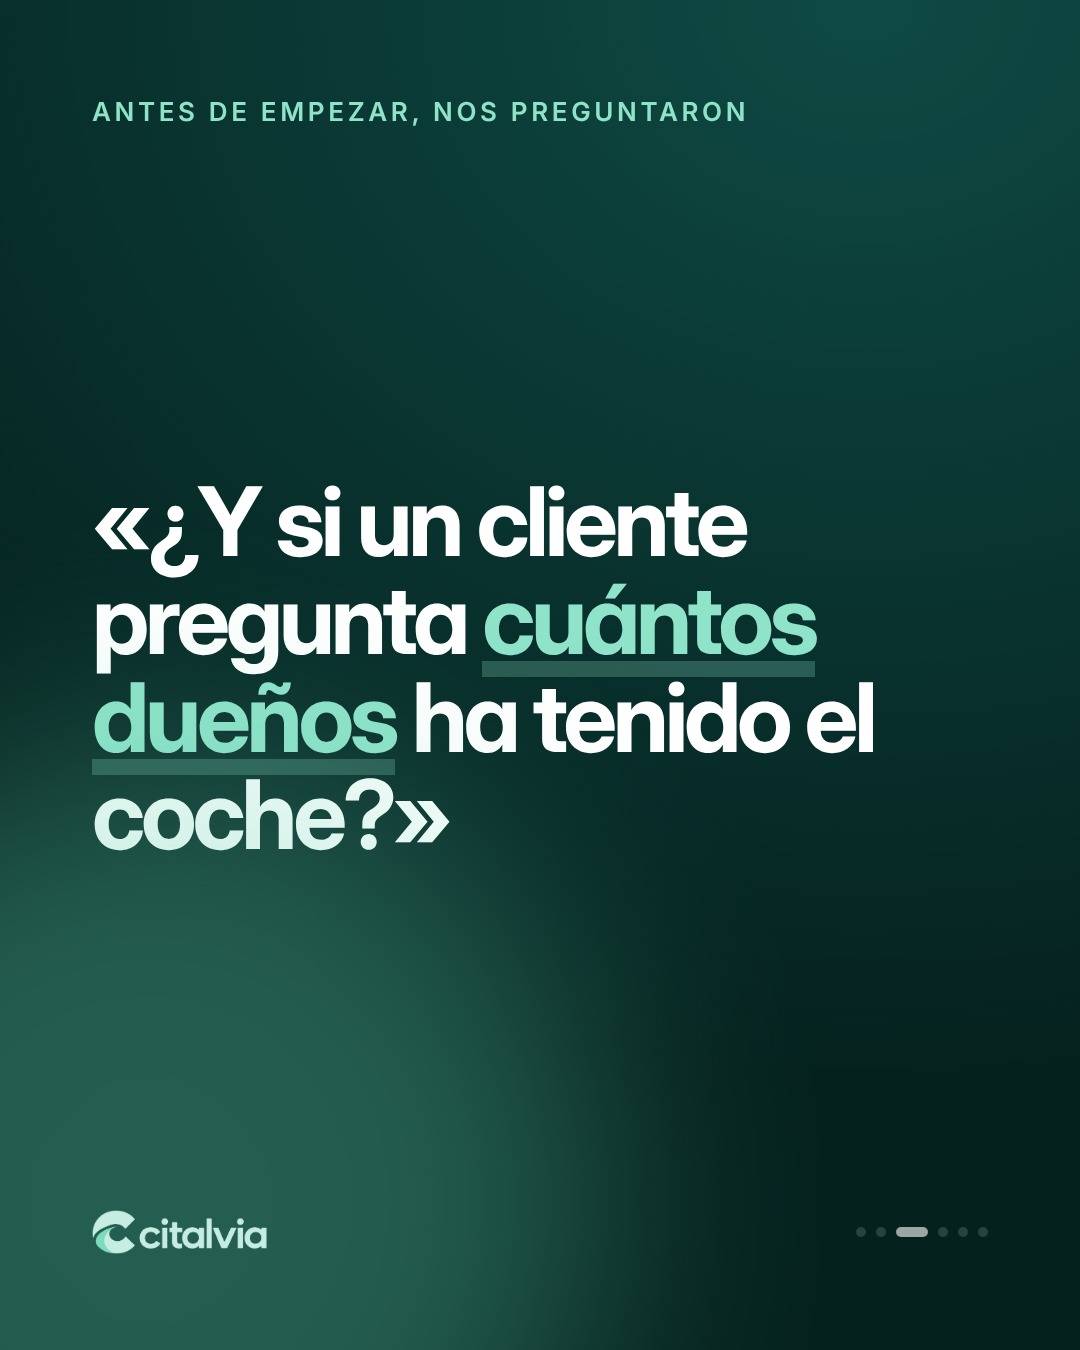 ANTES DE EMPEZAR, NOS PREGUNTARON
«¿Y si un cliente
pregunta cuántos
dueños ha tenido el
coche?»
citalvia